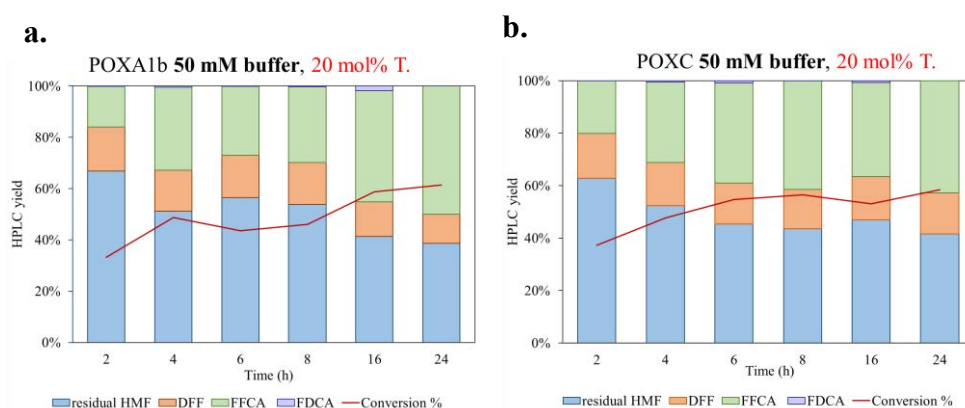 a.
POXA1b 50 mM buffer, 20 mol% T.
100%
80%
60%
40%
20%
0%
HPLC yield
2 4 6 8 16 24
Time (h)
residual HMF DFF FFCA FDCA Conversion %
b.
POXC 50 mM buffer, 20 mol% T.
100%
80%
60%
40%
20%
0%
HPLC yield
2 4 6 8 16 24
Time (h)
residual HMF DFF FFCA FDCA Conversion %